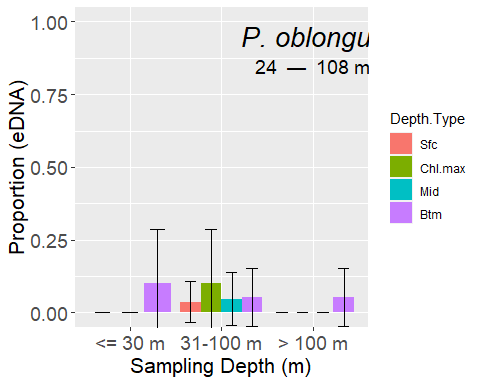 P. oblongu
24 — 108 m
1.00
0.75
0.50
0.25
0.00
Proportion (eDNA)
<= 30 m 31-100 m > 100 m
Sampling Depth (m)
Depth.Type
Sfc
Chl.max
Mid
Btm